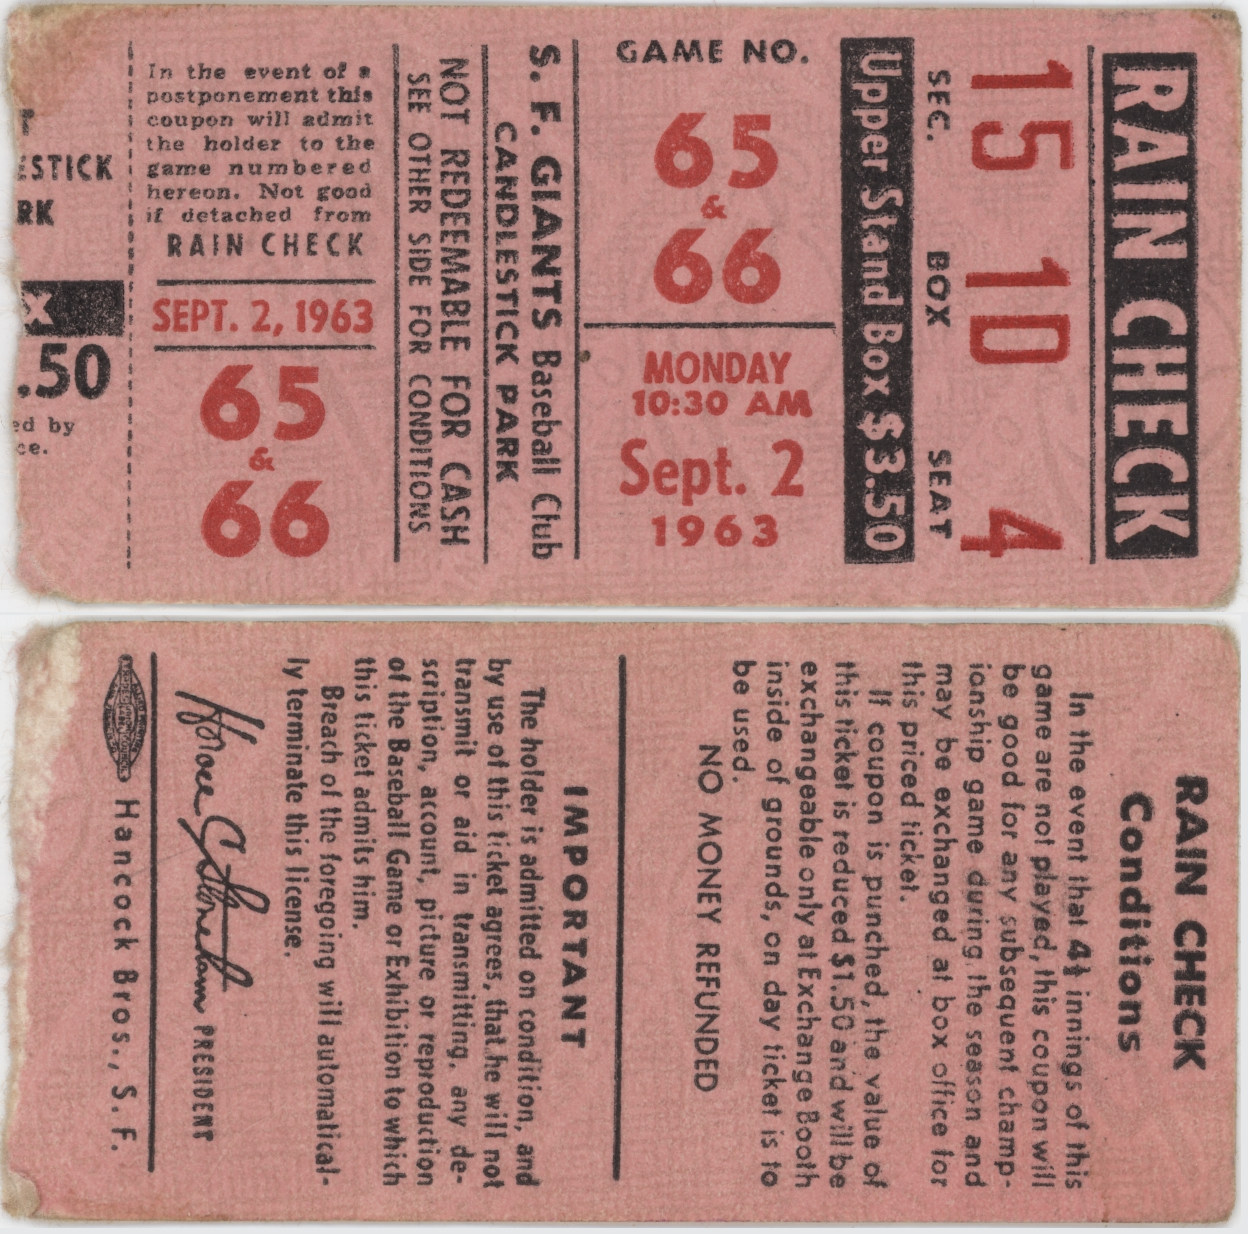 ESTICK
RK
X
.50
ed by
ce.
In the event of a
postponement this
coupon will admit
the holder to the
game numbered
hereon. Not good
if detached from
RAIN CHECK
SEPT. 2, 1963
65
&
66
S. F. GIANTS Baseball Club
CANDLESTICK PARK
NOT REDEEMABLE FOR CASH
SEE OTHER SIDE FOR CONDITIONS
GAME NO.
65
&
66
MONDAY
10:30 AM
Sept. 2
1963
RAIN CHECK
15 10 4
SEC. BOX SEAT
Upper Stand Box $3.50
RAIN CHECK
Conditions
In the event that 4½ innings of this
game are not played, this coupon will
be good for any subsequent champ-
ionship game during the season and
may be exchanged at box office for
this priced ticket.
If coupon is punched, the value of
this ticket is reduced $1.50 and will be
exchangeable only at Exchange Booth
inside of grounds, on day ticket is to
be used.
NO MONEY REFUNDED
IMPORTANT
The holder is admitted on condition, and
by use of this ticket agrees, that he will not
transmit or aid in transmitting, any de-
scription, account, picture or reproduction
of the Baseball Game or Exhibition to which
this ticket admits him.
Breach of the foregoing will automatical-
ly terminate this license.
Horace C Stoneham PRESIDENT
Hancock Bros., S. F.